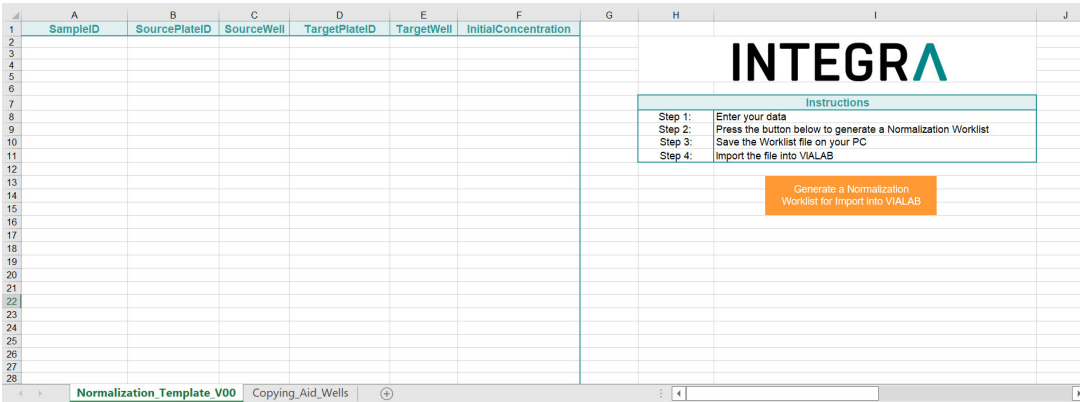 A B C D E F G H I J
1 SampleID SourcePlateID SourceWell TargetPlateID TargetWell InitialConcentration
2
3
4
5
INTEGRA
6
7 Instructions
8 Step 1: Enter your data
9 Step 2: Press the button below to generate a Normalization Worklist
10 Step 3: Save the Worklist file on your PC
11 Step 4: Import the file into VIALAB
12
13
14 Generate a Normalization
15 Worklist for Import into VIALAB
16
17
18
19
20
21
22
23
24
25
26
27
28
Normalization_Template_V00 Copying_Aid_Wells